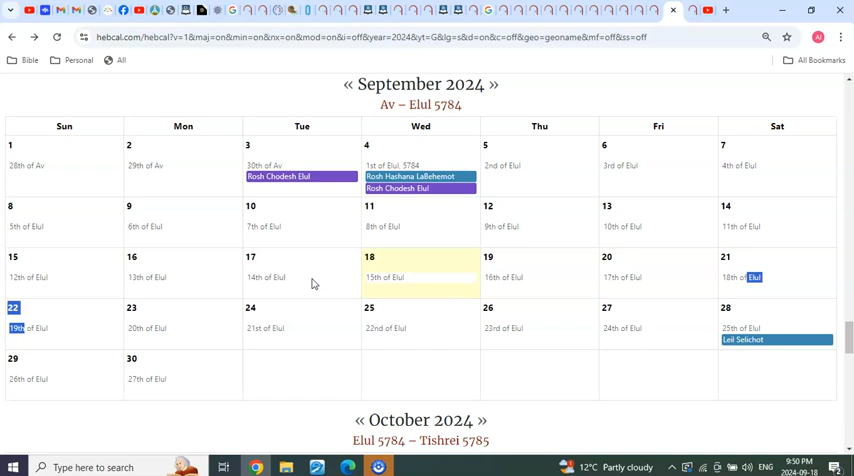 hebcal.com/hebcal?v=1&maj=on&min=on&nx=on&mod=on&i=off&year=2024&yt=G&lg=s&d=on&c=off&geo=geoname&mf=off&ss=off
AI
Bible Personal All All Bookmarks
« September 2024 »
Av – Elul 5784
Sun Mon Tue Wed Thu Fri Sat
1 2 3 4 5 6 7
28th of Av 29th of Av 30th of Av 1st of Elul, 5784 2nd of Elul 3rd of Elul 4th of Elul
Rosh Chodesh Elul Rosh Hashana LaBehemot
Rosh Chodesh Elul
8 9 10 11 12 13 14
5th of Elul 6th of Elul 7th of Elul 8th of Elul 9th of Elul 10th of Elul 11th of Elul
15 16 17 18 19 20 21
12th of Elul 13th of Elul 14th of Elul 15th of Elul 16th of Elul 17th of Elul 18th of Elul
22 23 24 25 26 27 28
19th of Elul 20th of Elul 21st of Elul 22nd of Elul 23rd of Elul 24th of Elul 25th of Elul
Leil Selichot
29 30
26th of Elul 27th of Elul
« October 2024 »
Elul 5784 – Tishrei 5785
Type here to search 12°C Partly cloudy ENG 9:50 PM
2024-09-18